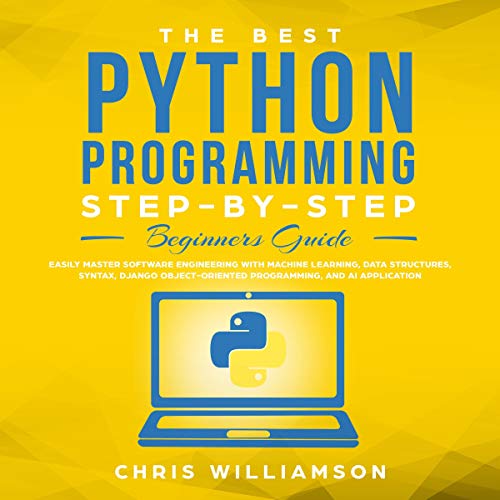 THE BEST
PYTHON
PROGRAMMING
STEP-BY-STEP
Beginners Guide
EASILY MASTER SOFTWARE ENGINEERING WITH MACHINE LEARNING, DATA STRUCTURES,
SYNTAX, DJANGO OBJECT-ORIENTED PROGRAMMING, AND AI APPLICATION
CHRIS WILLIAMSON